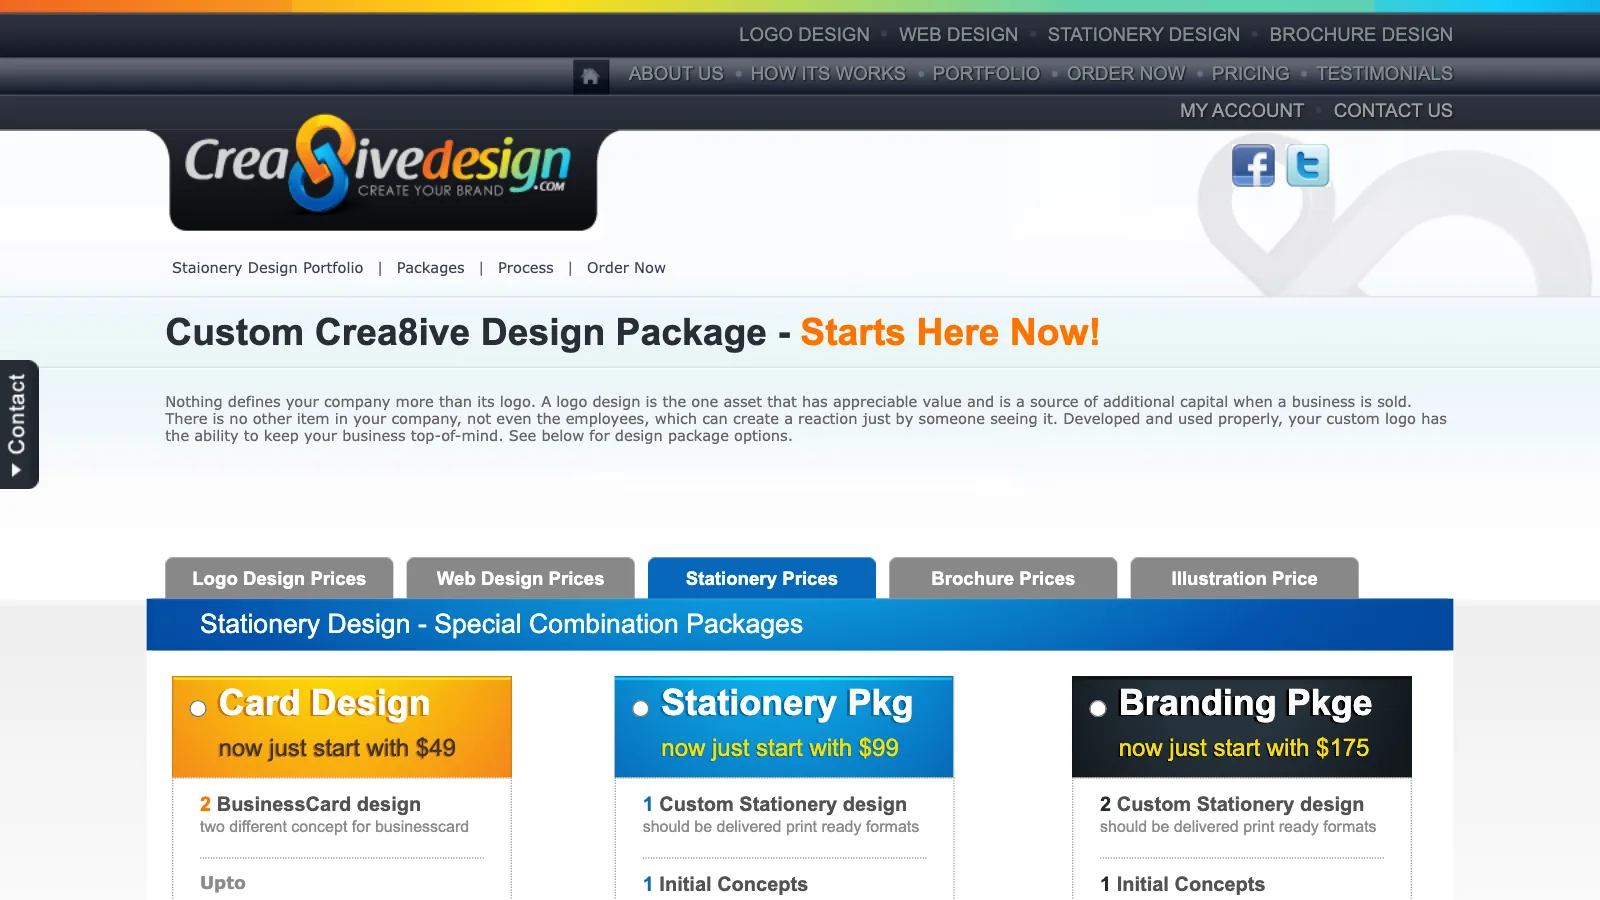 LOGO DESIGN WEB DESIGN STATIONERY DESIGN BROCHURE DESIGN
ABOUT US HOW ITS WORKS PORTFOLIO ORDER NOW PRICING TESTIMONIALS
MY ACCOUNT CONTACT US
Crea8ivedesign.COM
CREATE YOUR BRAND
Staionery Design Portfolio | Packages | Process | Order Now
Custom Crea8ive Design Package - Starts Here Now!
Contact
Nothing defines your company more than its logo. A logo design is the one asset that has appreciable value and is a source of additional capital when a business is sold.
There is no other item in your company, not even the employees, which can create a reaction just by someone seeing it. Developed and used properly, your custom logo has
the ability to keep your business top-of-mind. See below for design package options.
Logo Design Prices Web Design Prices Stationery Prices Brochure Prices Illustration Price
Stationery Design - Special Combination Packages
Card Design
now just start with $49
2 BusinessCard design
two different concept for businesscard
Upto
Stationery Pkg
now just start with $99
1 Custom Stationery design
should be delivered print ready formats
1 Initial Concepts
Branding Pkge
now just start with $175
2 Custom Stationery design
should be delivered print ready formats
1 Initial Concepts